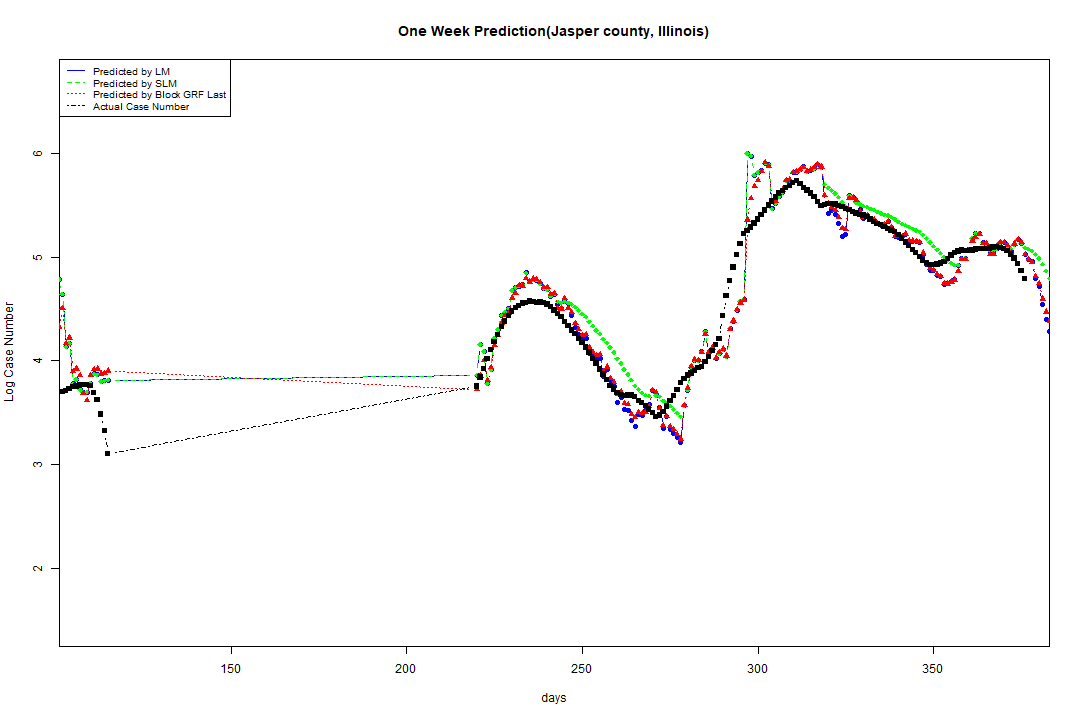 One Week Prediction(Jasper county, Illinois)
Predicted by LM
Predicted by SLM
Predicted by Block GRF Last
Actual Case Number
Log Case Number
6
5
4
3
2
150 200 250 300 350
days